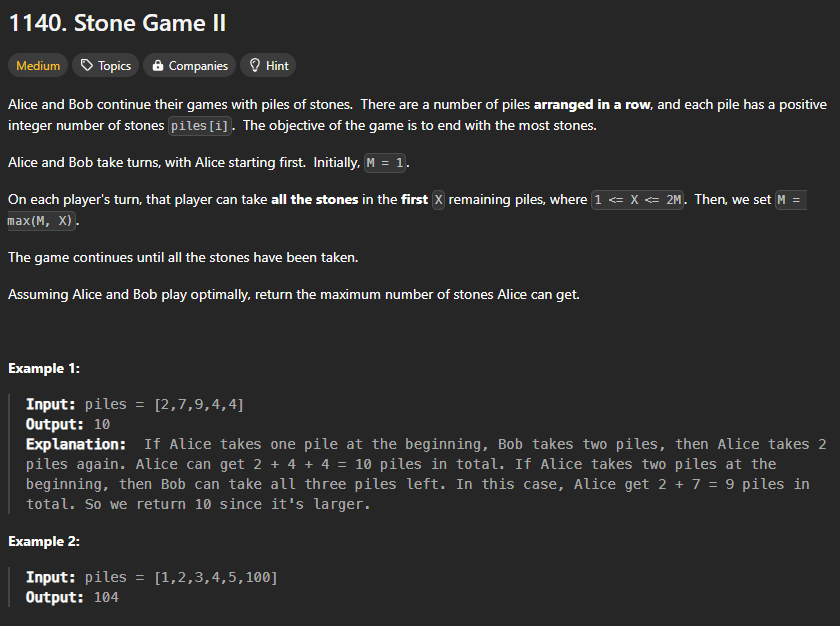 1140. Stone Game II
Medium Topics Companies Hint
Alice and Bob continue their games with piles of stones. There are a number of piles arranged in a row, and each pile has a positive
integer number of stones piles[i]. The objective of the game is to end with the most stones.
Alice and Bob take turns, with Alice starting first. Initially, M = 1.
On each player's turn, that player can take all the stones in the first X remaining piles, where 1 <= X <= 2M. Then, we set M =
max(M, X).
The game continues until all the stones have been taken.
Assuming Alice and Bob play optimally, return the maximum number of stones Alice can get.
Example 1:
Input: piles = [2,7,9,4,4]
Output: 10
Explanation: If Alice takes one pile at the beginning, Bob takes two piles, then Alice takes 2
piles again. Alice can get 2 + 4 + 4 = 10 piles in total. If Alice takes two piles at the
beginning, then Bob can take all three piles left. In this case, Alice get 2 + 7 = 9 piles in
total. So we return 10 since it's larger.
Example 2:
Input: piles = [1,2,3,4,5,100]
Output: 104